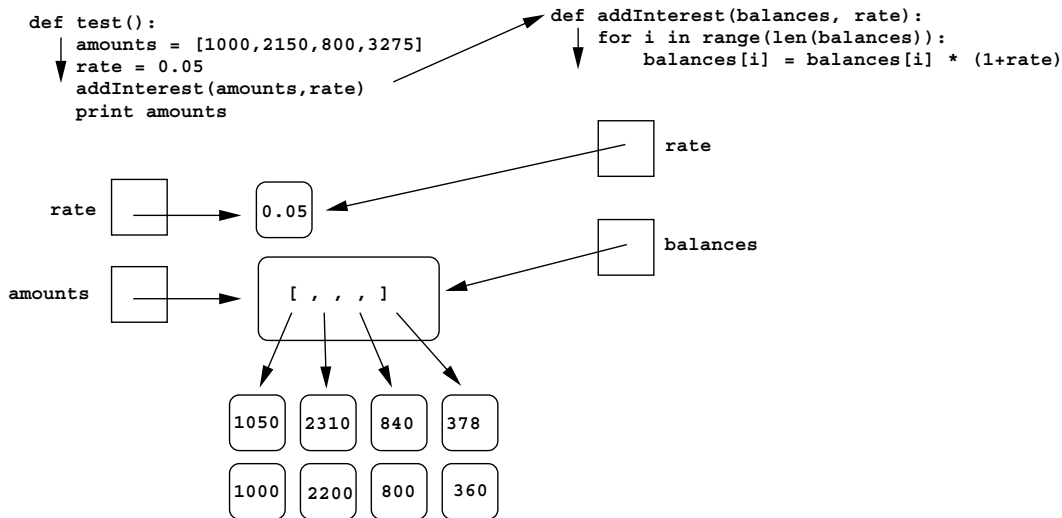 def test():
amounts = [1000,2150,800,3275]
rate = 0.05
addInterest(amounts,rate)
print amounts
def addInterest(balances, rate):
for i in range(len(balances)):
balances[i] = balances[i] * (1+rate)
rate
rate
0.05
balances
amounts
[ , , , ]
1050 2310 840 378
1000 2200 800 360